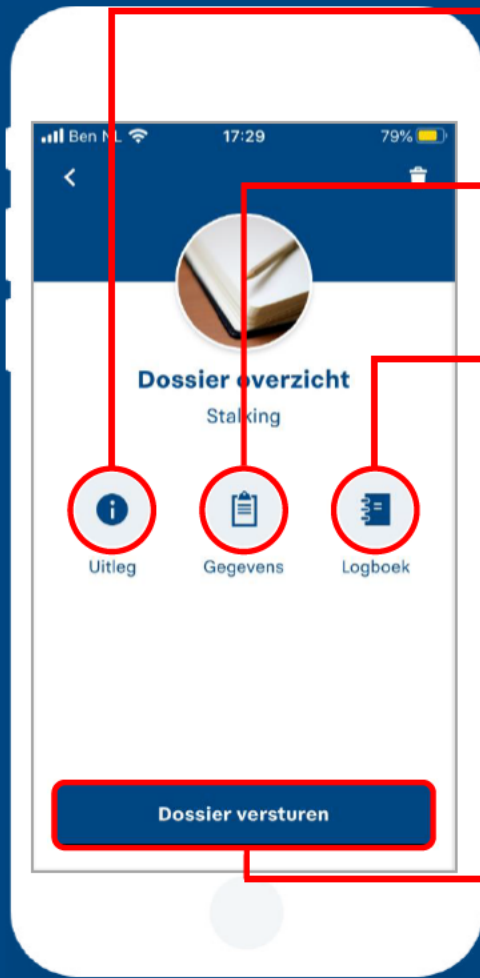 Ben NL 17:29 79%
Dossier overzicht
Stalking
Uitleg Gegevens Logboek
Dossier versturen